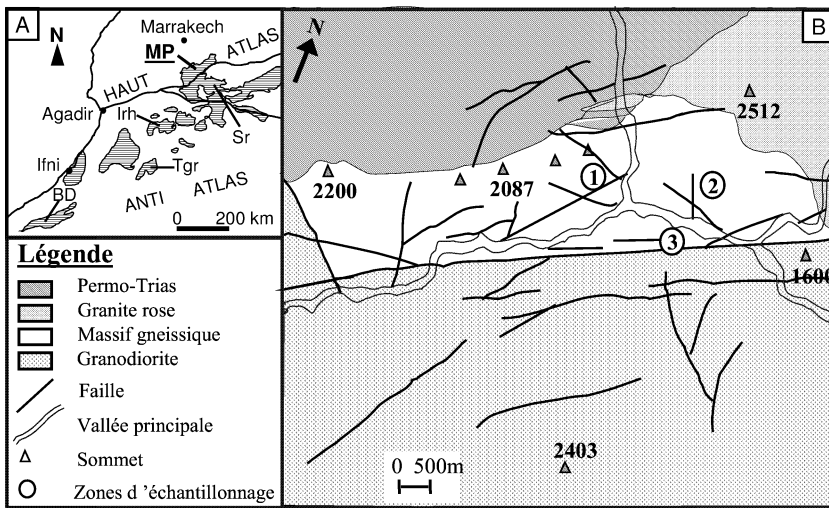 A
N
Marrakech
MP
ATLAS
HAUT
Agadir
Irh
Sr
Ifni
Tgr
BD
ANTI ATLAS
0 200 km
Légende
Permo-Trias
Granite rose
Massif gneissique
Granodiorite
Faille
Vallée principale
Sommet
Zones d ’échantillonnage
B
N
2512
2200
2087
1
2
3
1600
2403
0 500m